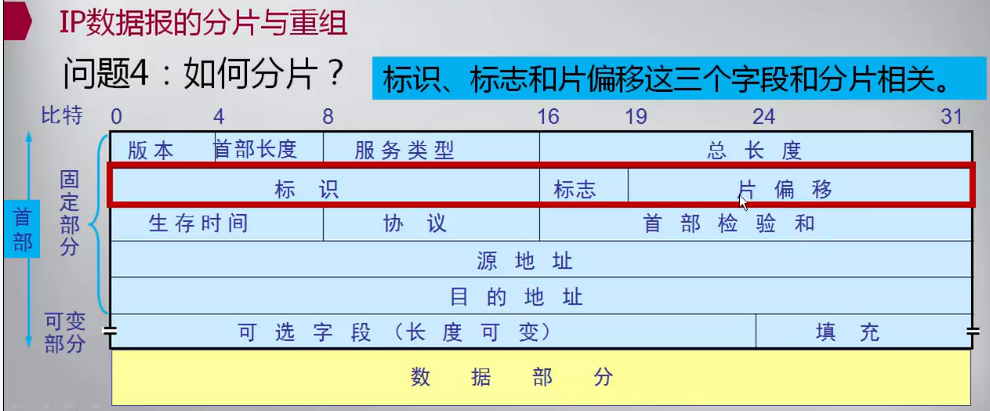 IP数据报的分片与重组
问题4：如何分片？
标识、标志和片偏移这三个字段和分片相关。
比特 0 4 8 16 19 24 31
版本 首部长度 服务类型 总长度
标识 标志 片偏移
生存时间 协议 首部检验和
源地址
目的地址
可选字段（长度可变） 填充
数据部分
首部
固定部分
可变部分